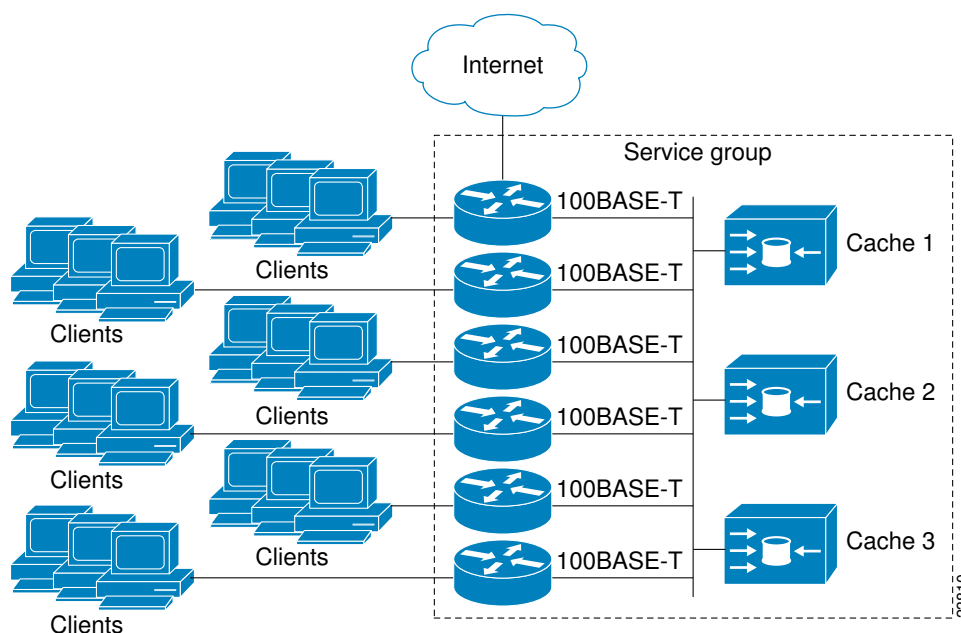 Internet
Service group
100BASE-T
Cache 1
Clients
100BASE-T
Clients
100BASE-T
Cache 2
Clients
100BASE-T
Clients
100BASE-T
Cache 3
Clients
100BASE-T
Clients